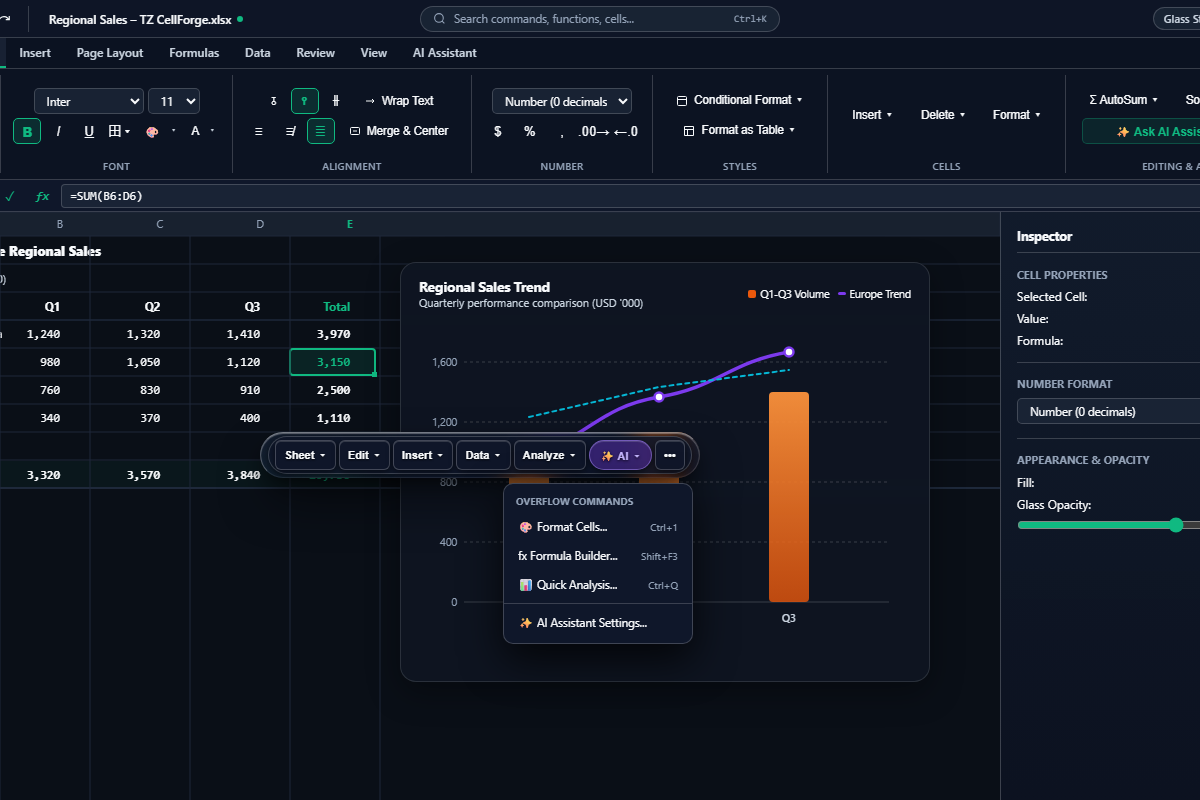 Regional Sales – TZ CellForge.xlsx
Search commands, functions, cells... Ctrl+K
Glass
Insert Page Layout Formulas Data Review View AI Assistant
Inter 11 Wrap Text Number (0 decimals Conditional Format Σ AutoSum
Insert Delete Format
B I U A Merge & Center $ % , .00→ ←.0 Format as Table Ask AI
FONT ALIGNMENT NUMBER STYLES CELLS EDITING &
✓ fx =SUM(B6:D6)
B C D E
Regional Sales
Q1 Q2 Q3 Total
1,240 1,320 1,410 3,970
980 1,050 1,120 3,150
760 830 910 2,500
340 370 400 1,110
3,320 3,570 3,840
Regional Sales Trend
Quarterly performance comparison (USD '000)
Q1-Q3 Volume Europe Trend
1,600
1,200
800
400
0
Q3
Sheet Edit Insert Data Analyze ✨ AI •••
OVERFLOW COMMANDS
🎨 Format Cells... Ctrl+1
fx Formula Builder... Shift+F3
📊 Quick Analysis... Ctrl+Q
✨ AI Assistant Settings...
Inspector
CELL PROPERTIES
Selected Cell:
Value:
Formula:
NUMBER FORMAT
Number (0 decimals)
APPEARANCE & OPACITY
Fill:
Glass Opacity: